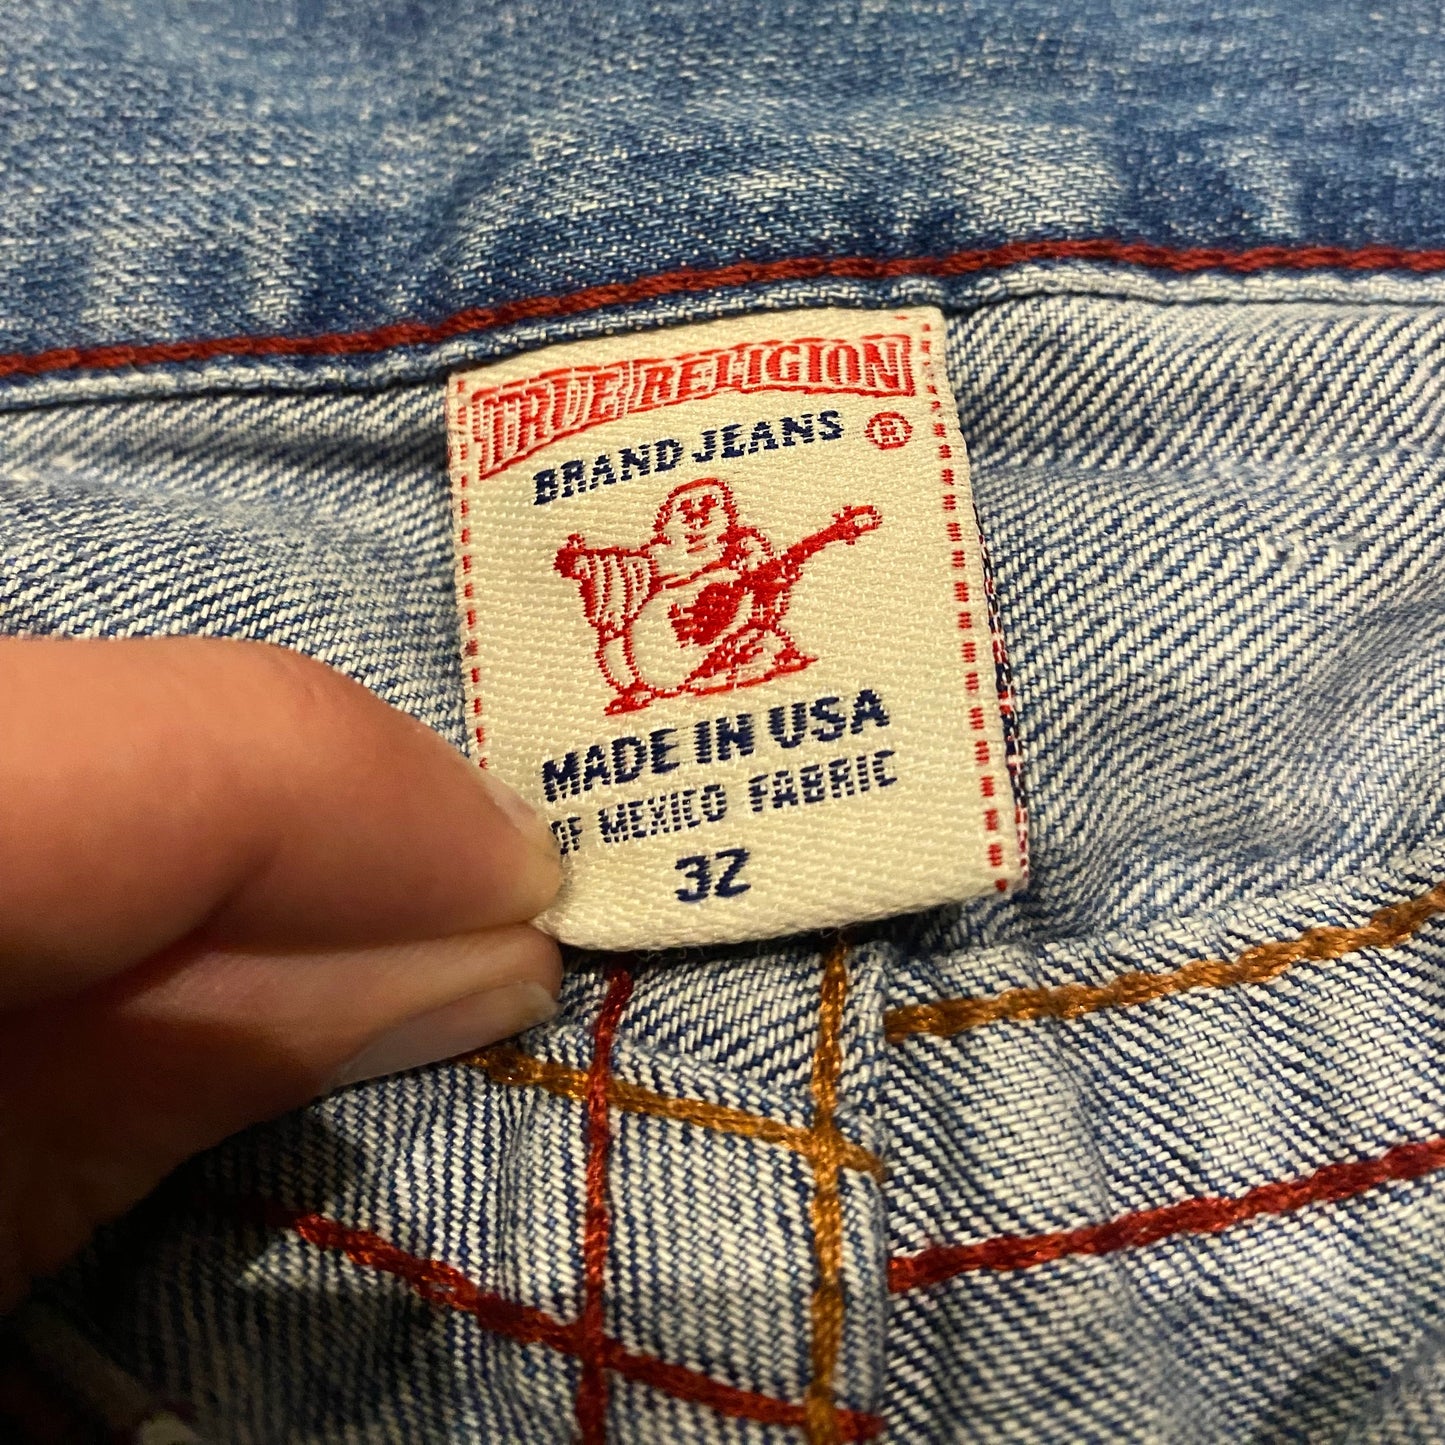 TRUE RELIGION
BRAND JEANS ®
MADE IN USA
OF MEXICO FABRIC
32